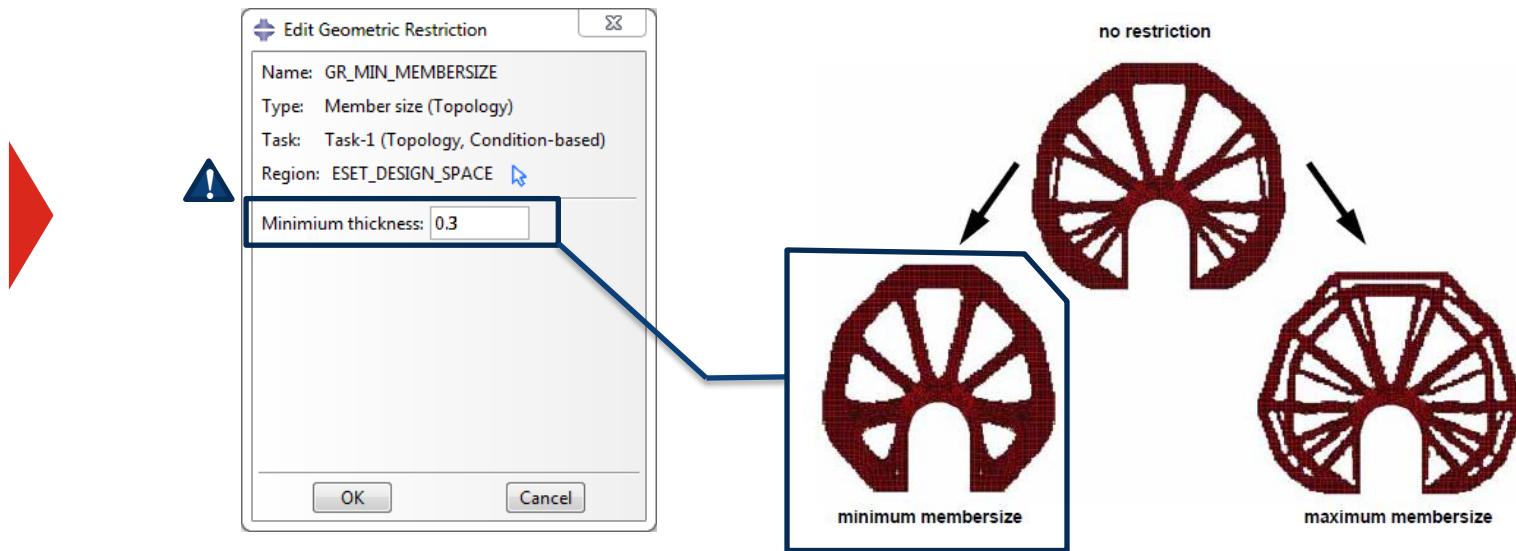 Edit Geometric Restriction
Name: GR_MIN_MEMBERSIZE
Type: Member size (Topology)
Task: Task-1 (Topology, Condition-based)
Region: ESET_DESIGN_SPACE
Minimium thickness: 0.3
OK Cancel
no restriction
minimum membersize
maximum membersize